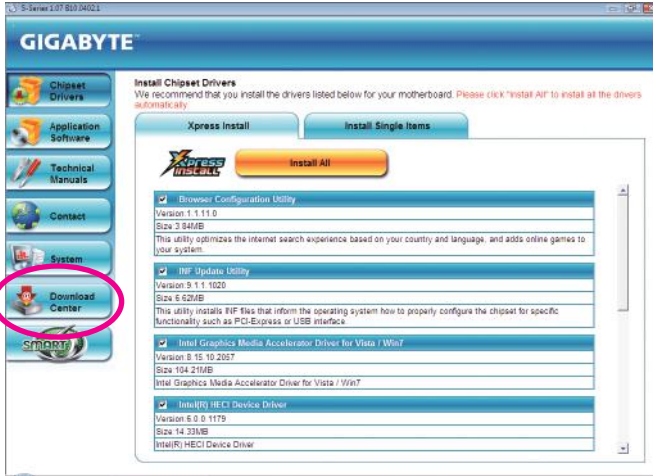 S-Series 1.07 B10.0402.1
GIGABYTE™
Chipset
Drivers
Application
Software
Technical
Manuals
Contact
System
Download
Center
SMART
Install Chipset Drivers
We recommend that you install the drivers listed below for your motherboard. Please click "Install All" to install all the drivers
automatically.
Xpress Install
Install Single Items
Xpress
INSTALL
Install All
Browser Configuration Utility
Version:1.1.11.0
Size:3.84MB
This utility optimizes the internet search experience based on your country and language, and adds online games to
your system.
INF Update Utility
Version:9.1.1.1020
Size:6.62MB
This utility installs INF files that inform the operating system how to properly configure the chipset for specific
functionality such as PCI-Express or USB interface.
Intel Graphics Media Accelerator Driver for Vista / Win7
Version:8.15.10.2057
Size:104.21MB
Intel Graphics Media Accelerator Driver for Vista / Win7
Intel(R) HECI Device Driver
Version:6.0.0.1179
Size:14.33MB
Intel(R) HECI Device Driver